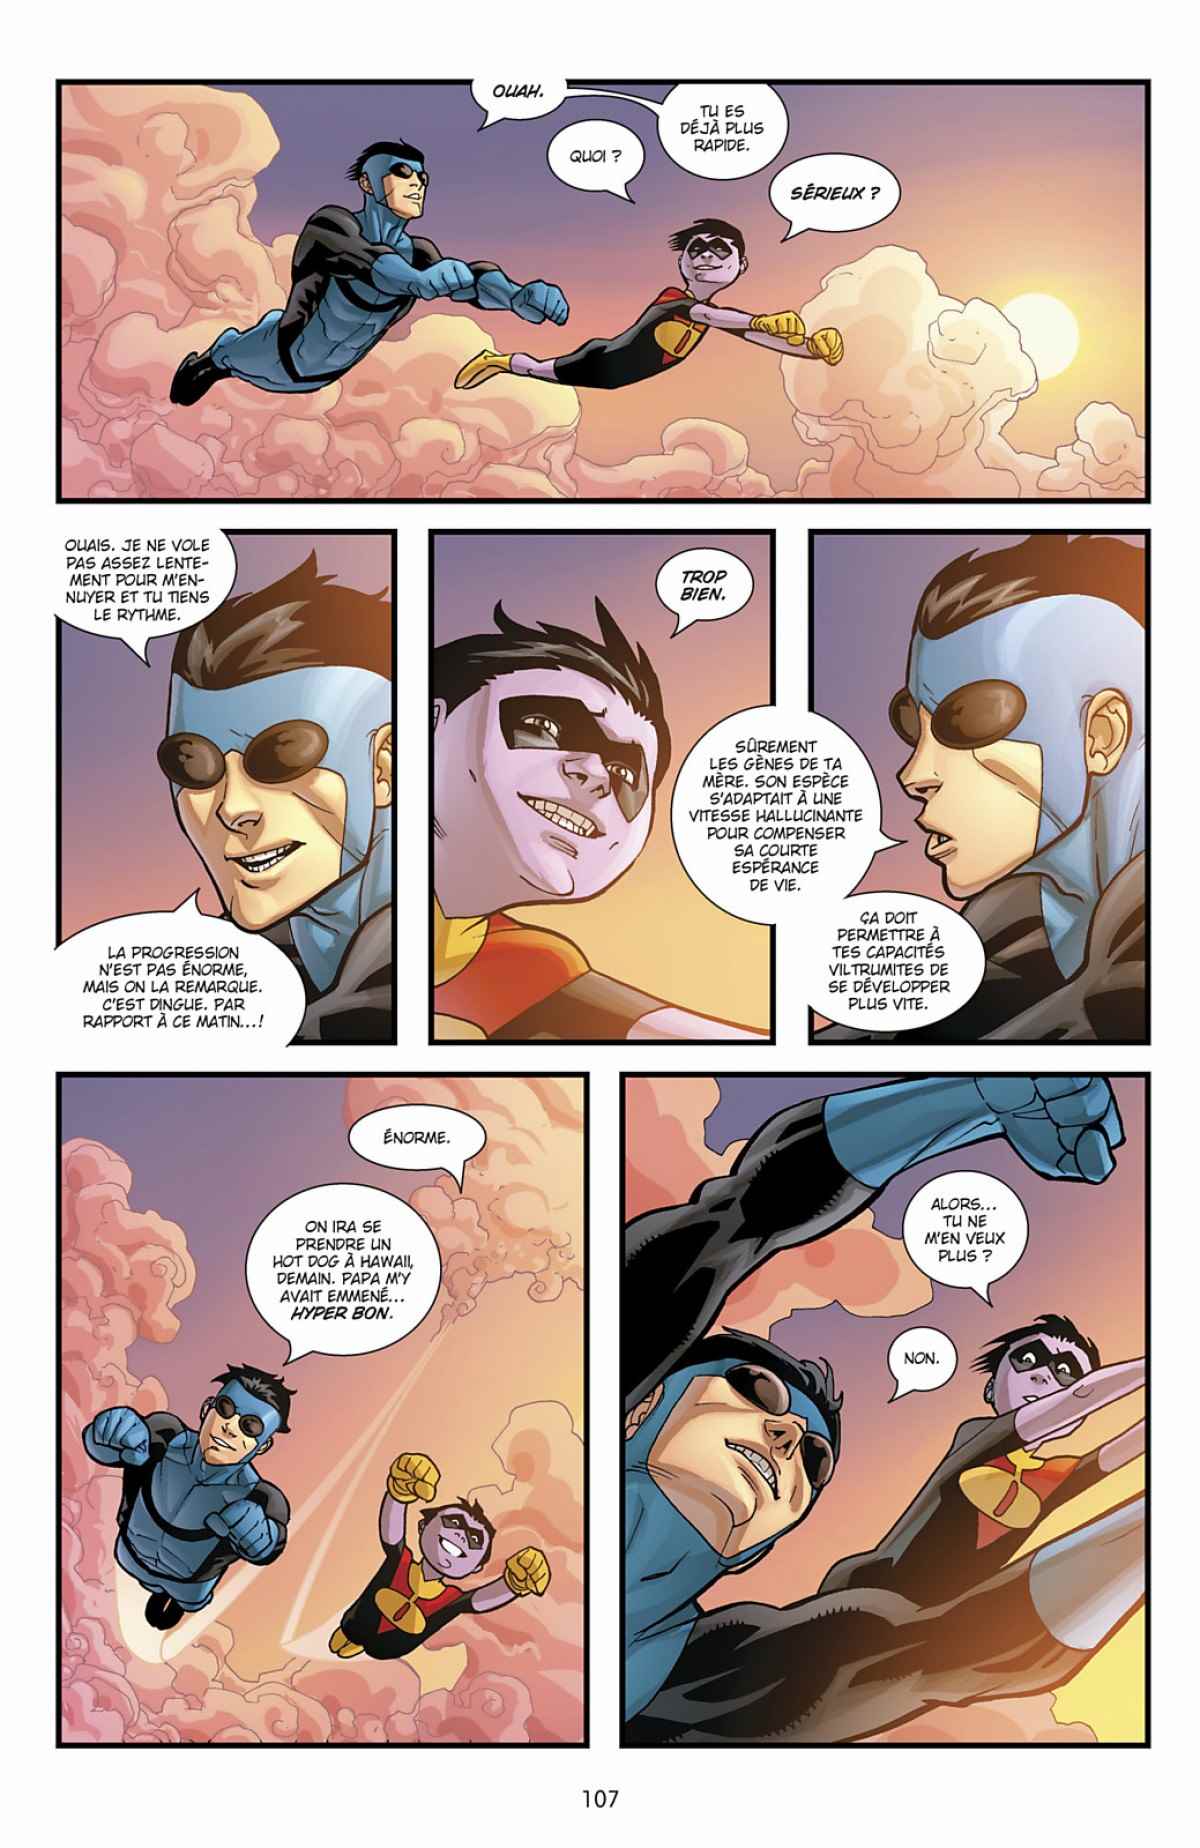 OUAH.
TU ES
DÉJÀ PLUS
RAPIDE.
QUOI ?
SÉRIEUX ?
OUAIS. JE NE VOLE
PAS ASSEZ LENTE-
MENT POUR M'EN-
NUYER ET TU TIENS
LE RYTHME.
LA PROGRESSION
N'EST PAS ÉNORME,
MAIS ON LA REMARQUE.
C'EST DINGUE. PAR
RAPPORT À CE MATIN...!
TROP
BIEN.
SÛREMENT
LES GÈNES DE TA
MÈRE. SON ESPÈCE
S'ADAPTAIT À UNE
VITESSE HALLUCINANTE
POUR COMPENSER
SA COURTE
ESPÉRANCE
DE VIE.
ÇA DOIT
PERMETTRE À
TES CAPACITÉS
VILTRUMITES DE
SE DÉVELOPPER
PLUS VITE.
ÉNORME.
ON IRA SE
PRENDRE UN
HOT DOG À HAWAII,
DEMAIN. PAPA M'Y
AVAIT EMMENÉ...
HYPER BON.
ALORS...
TU NE
M'EN VEUX
PLUS ?
NON.
107